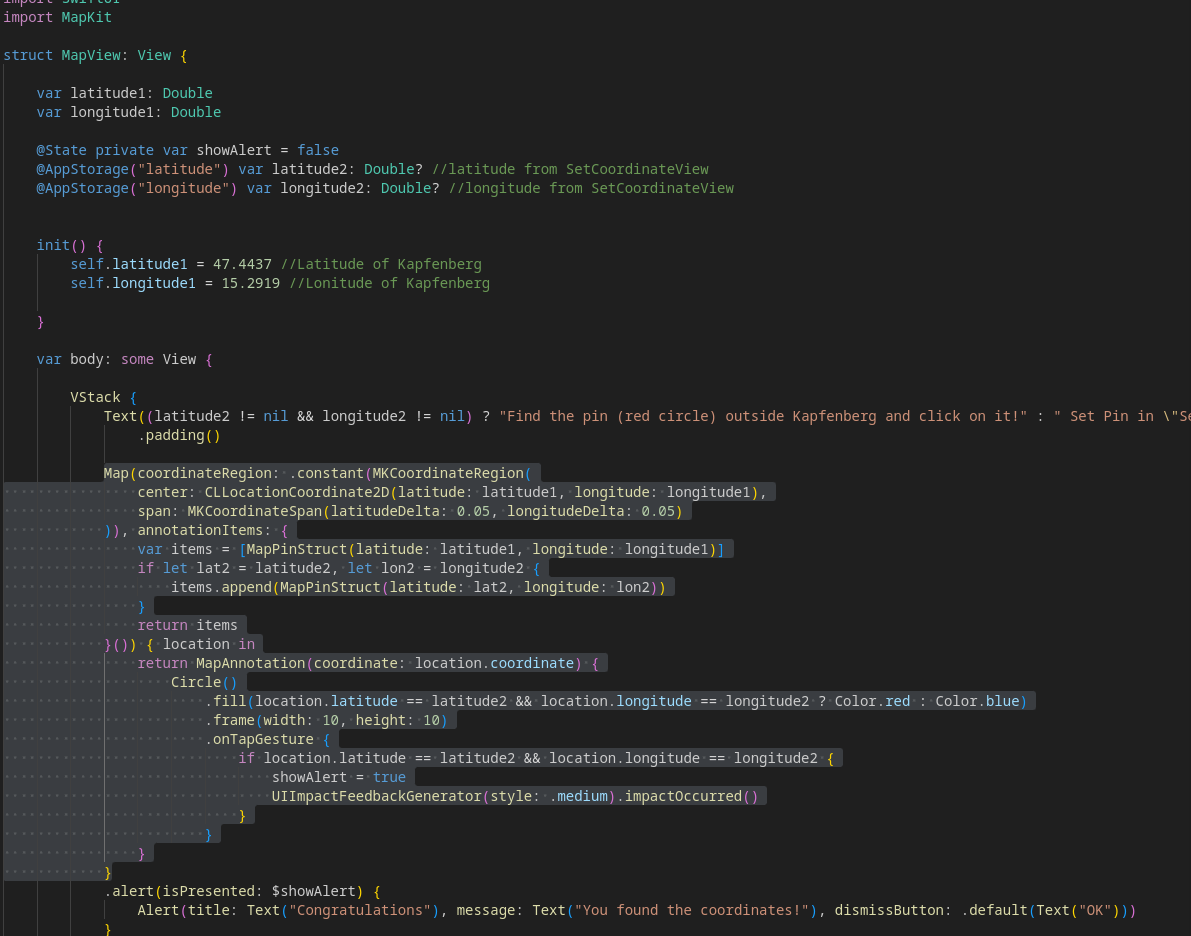 import SwiftUI
import MapKit
struct MapView: View {
var latitude1: Double
var longitude1: Double
@State private var showAlert = false
@AppStorage("latitude") var latitude2: Double? //latitude from SetCoordinateView
@AppStorage("longitude") var longitude2: Double? //longitude from SetCoordinateView
init() {
self.latitude1 = 47.4437 //Latitude of Kapfenberg
self.longitude1 = 15.2919 //Lonitude of Kapfenberg
}
var body: some View {
VStack {
Text((latitude2 != nil && longitude2 != nil) ? "Find the pin (red circle) outside Kapfenberg and click on it!" : " Set Pin in \"Se
.padding()
Map(coordinateRegion: .constant(MKCoordinateRegion(
center: CLLocationCoordinate2D(latitude: latitude1, longitude: longitude1),
span: MKCoordinateSpan(latitudeDelta: 0.05, longitudeDelta: 0.05)
)), annotationItems: {
var items = [MapPinStruct(latitude: latitude1, longitude: longitude1)]
if let lat2 = latitude2, let lon2 = longitude2 {
items.append(MapPinStruct(latitude: lat2, longitude: lon2))
}
return items
}()) { location in
return MapAnnotation(coordinate: location.coordinate) {
Circle()
.fill(location.latitude == latitude2 && location.longitude == longitude2 ? Color.red : Color.blue)
.frame(width: 10, height: 10)
.onTapGesture {
if location.latitude == latitude2 && location.longitude == longitude2 {
showAlert = true
UIImpactFeedbackGenerator(style: .medium).impactOccurred()
}
}
}
}
.alert(isPresented: $showAlert) {
Alert(title: Text("Congratulations"), message: Text("You found the coordinates!"), dismissButton: .default(Text("OK")))
}